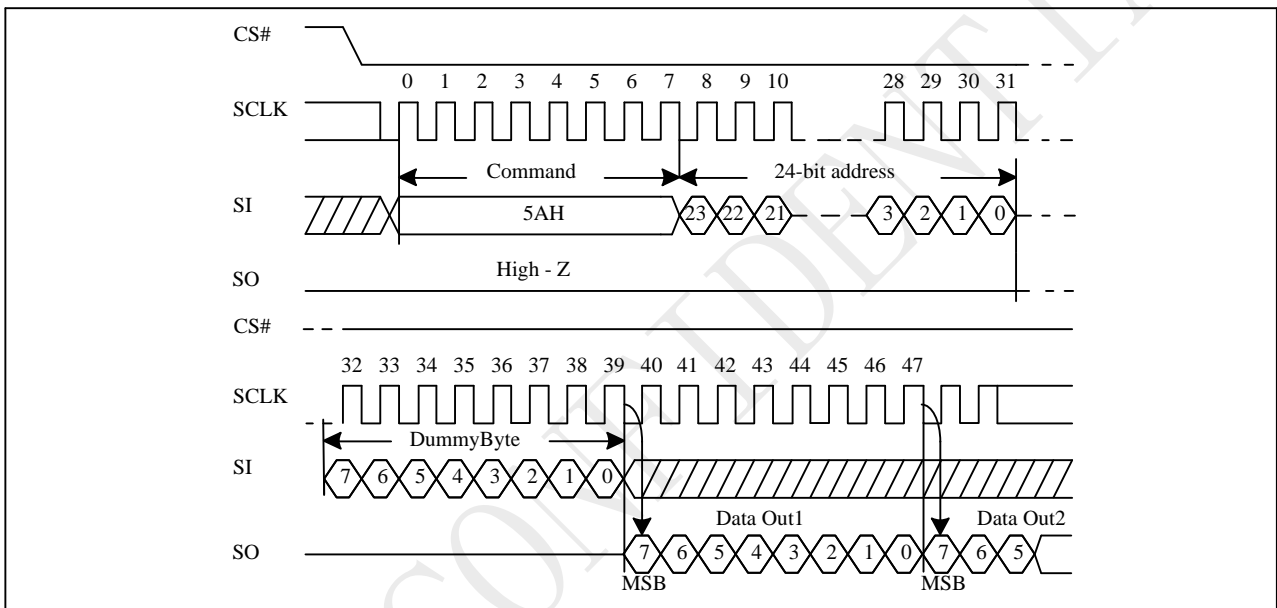 CS#
0 1 2 3 4 5 6 7 8 9 10 28 29 30 31
SCLK
Command 24-bit address
SI 5AH 23 22 21 3 2 1 0
High - Z
SO
CS#
32 33 34 35 36 37 38 39 40 41 42 43 44 45 46 47
SCLK
DummyByte
SI 7 6 5 4 3 2 1 0
Data Out1 Data Out2
SO 7 6 5 4 3 2 1 0 7 6 5
MSB MSB